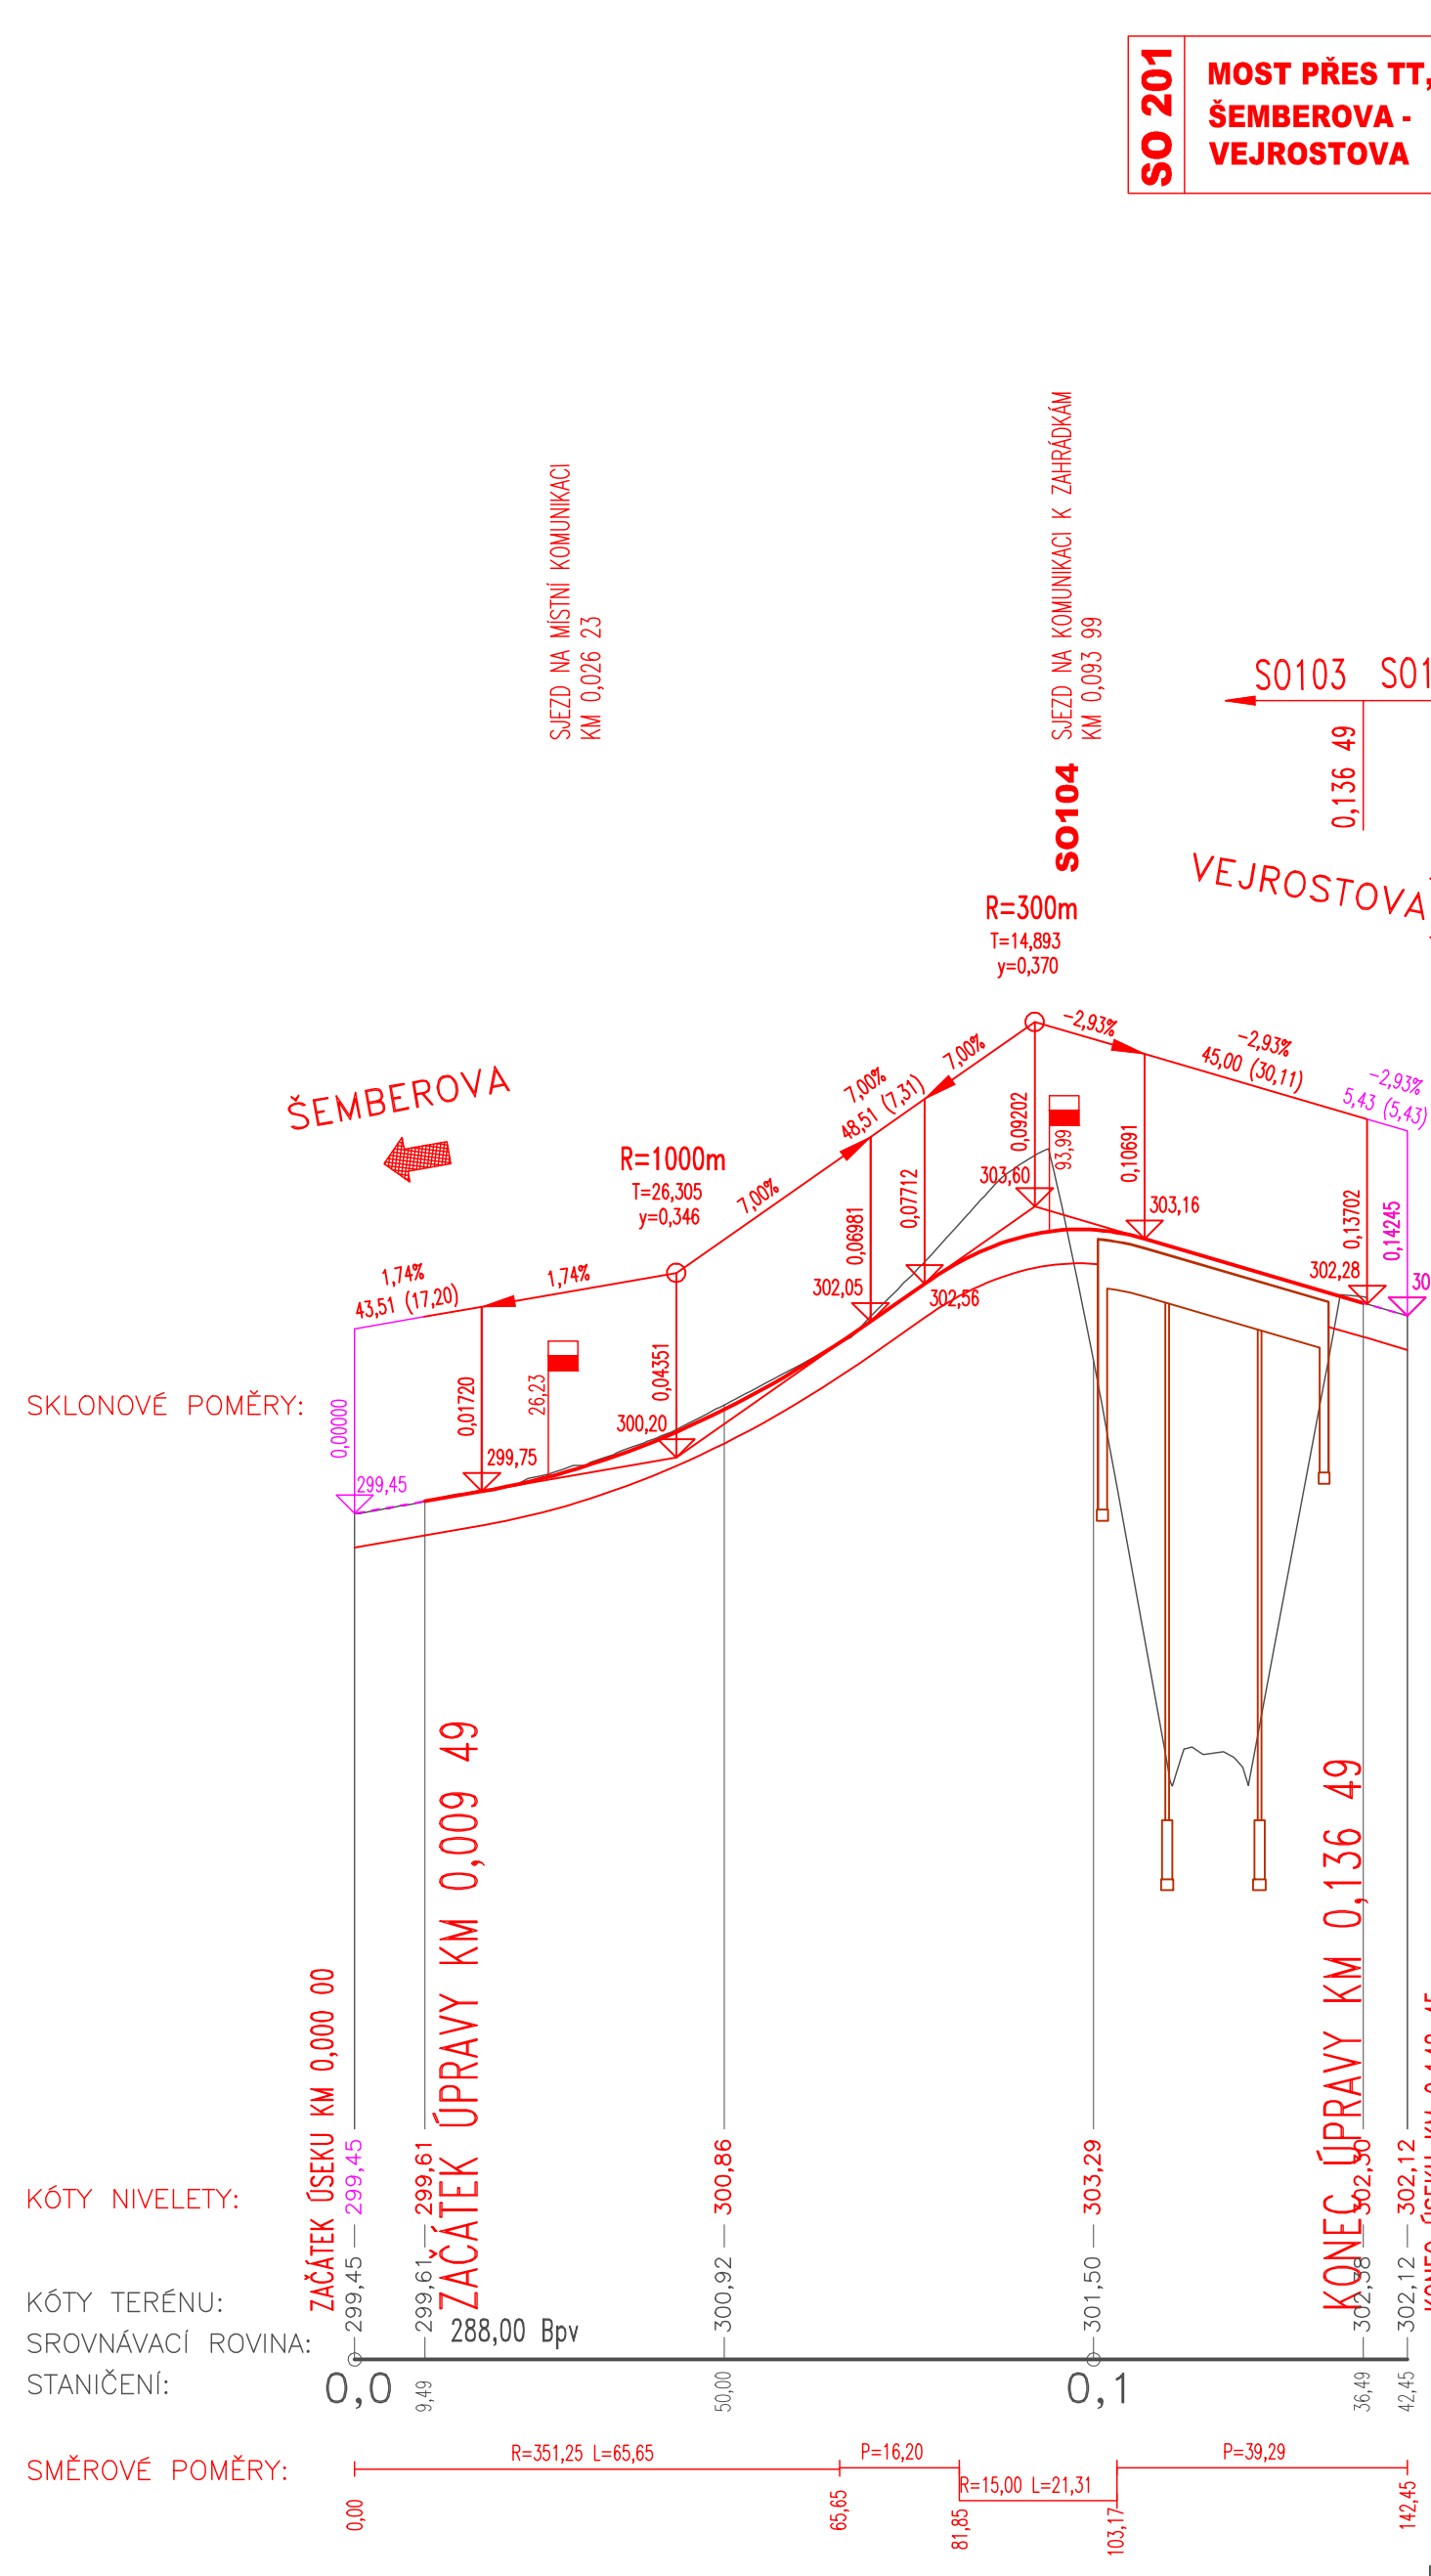 SO 201
MOST PŘES TT,
ŠEMBEROVA -
VEJROSTOVA
SJEZD NA MÍSTNÍ KOMUNIKACI
KM 0,026 23
SJEZD NA KOMUNIKACI K ZAHRÁDKÁM
KM 0,093 99
SO104
SO103
0,136 49
VEJROSTOVA
R=300m
T=14,893
y=0,370
ŠEMBEROVA
R=1000m
T=26,305
y=0,346
1,74%
43,51 (17,20)
1,74%
7,00%
7,00%
48,51 (7,31)
7,00%
-2,93%
-2,93%
45,00 (30,11)
-2,93%
5,43 (5,43)
SKLONOVÉ POMĚRY:
0,00000
299,45
0,01720
299,75
26,23
0,04351
300,20
0,06981
302,05
0,07712
302,56
0,09202
303,60
93,99
0,10691
303,16
0,13702
302,28
0,14245
ZAČÁTEK ÚSEKU KM 0,000 00
ZAČÁTEK ÚPRAVY KM 0,009 49
KONEC ÚPRAVY KM 0,136 49
KÓTY NIVELETY:
299,45
299,61
300,86
303,29
302,30
302,12
KÓTY TERÉNU:
299,45
299,61
300,92
301,50
302,38
302,12
SROVNÁVACÍ ROVINA:
288,00 Bpv
STANIČENÍ:
0,0
9,49
50,00
0,1
36,49
42,45
SMĚROVÉ POMĚRY:
R=351,25 L=65,65
P=16,20
R=15,00 L=21,31
P=39,29
0,00
65,65
81,85
103,17
142,45